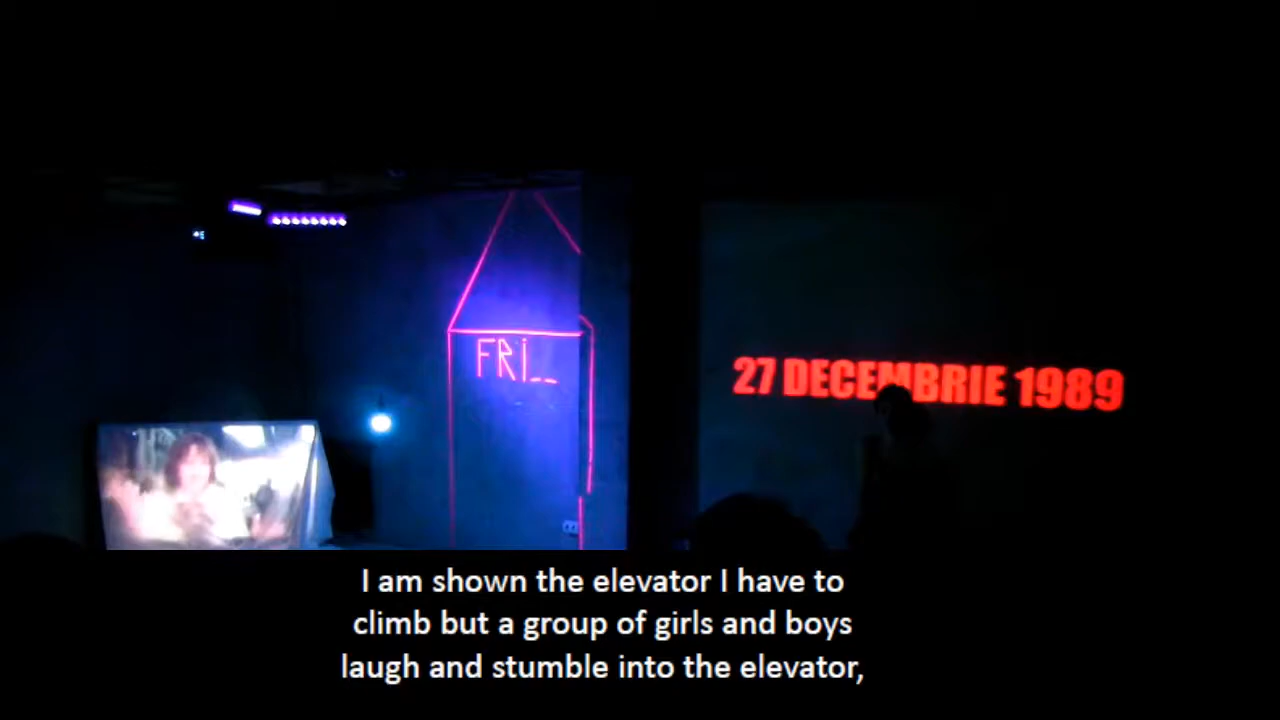 FRI__
27 DECEMBRIE 1989
I am shown the elevator I have to
climb but a group of girls and boys
laugh and stumble into the elevator,